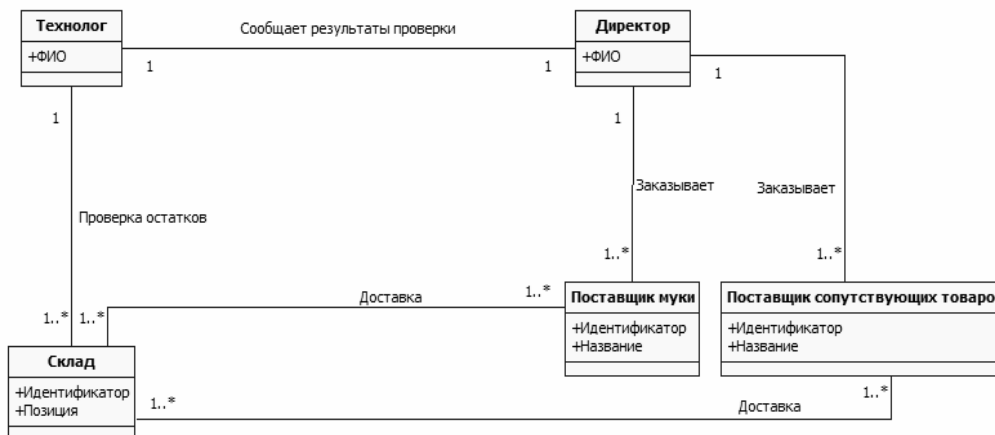 Технолог
+ФИО
Сообщает результаты проверки
1
1
Директор
+ФИО
1
1
1
Проверка остатков
Заказывает
Заказывает
1..*
1..*
Доставка
1..*
1..*
1..*
Поставщик муки
+Идентификатор
+Название
Поставщик сопутствующих товаро
+Идентификатор
+Название
Склад
+Идентификатор
+Позиция
1..*
Доставка
1..*